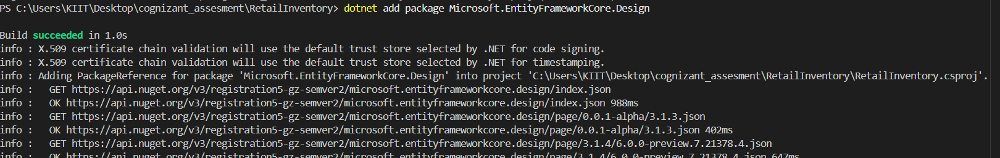 PS C:\Users\KIIT\Desktop\cognizant_assesment\RetailInventory> dotnet add package Microsoft.EntityFrameworkCore.Design
Build succeeded in 1.0s
info : X.509 certificate chain validation will use the default trust store selected by .NET for code signing.
info : X.509 certificate chain validation will use the default trust store selected by .NET for timestamping.
info : Adding PackageReference for package 'Microsoft.EntityFrameworkCore.Design' into project 'C:\Users\KIIT\Desktop\cognizant_assesment\RetailInventory\RetailInventory.csproj'.
info :   GET https://api.nuget.org/v3/registration5-gz-semver2/microsoft.entityframeworkcore.design/index.json
info :   OK https://api.nuget.org/v3/registration5-gz-semver2/microsoft.entityframeworkcore.design/index.json 988ms
info :   GET https://api.nuget.org/v3/registration5-gz-semver2/microsoft.entityframeworkcore.design/page/0.0.1-alpha/3.1.3.json
info :   OK https://api.nuget.org/v3/registration5-gz-semver2/microsoft.entityframeworkcore.design/page/0.0.1-alpha/3.1.3.json 402ms
info :   GET https://api.nuget.org/v3/registration5-gz-semver2/microsoft.entityframeworkcore.design/page/3.1.4/6.0.0-preview.7.21378.4.json
info :   OK https://api.nuget.org/v3/registration5-gz-semver2/microsoft.entityframeworkcore.design/page/3.1.4/6.0.0-preview.7.21378.4.json 647ms